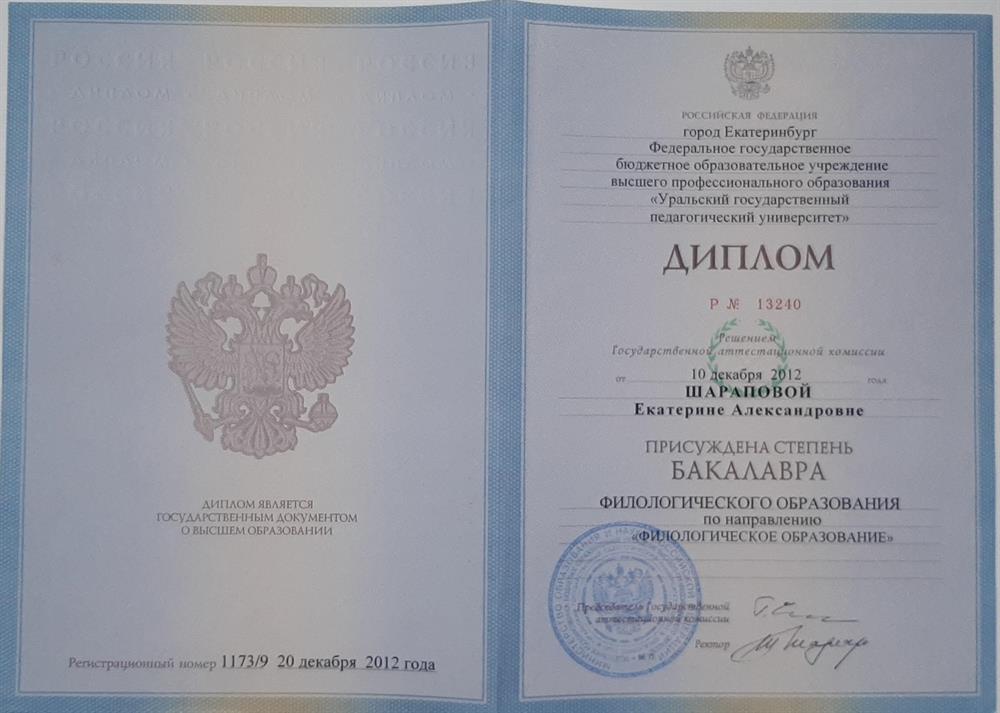 ДИПЛОМ ЯВЛЯЕТСЯ
ГОСУДАРСТВЕННЫМ ДОКУМЕНТОМ
О ВЫСШЕМ ОБРАЗОВАНИИ
Регистрационный номер 1173/9 20 декабря 2012 года
РОССИЙСКАЯ ФЕДЕРАЦИЯ
город Екатеринбург
Федеральное государственное
бюджетное образовательное учреждение
высшего профессионального образования
«Уральский государственный
педагогический университет»
ДИПЛОМ
Р № 13240
Решением
Государственной аттестационной комиссии
от 10 декабря 2012 года
ШАРАПОВОЙ
Екатерине Александровне
ПРИСУЖДЕНА СТЕПЕНЬ
БАКАЛАВРА
ФИЛОЛОГИЧЕСКОГО ОБРАЗОВАНИЯ
по направлению
«ФИЛОЛОГИЧЕСКОЕ ОБРАЗОВАНИЕ»
Председатель Государственной
аттестационной комиссии
Ректор